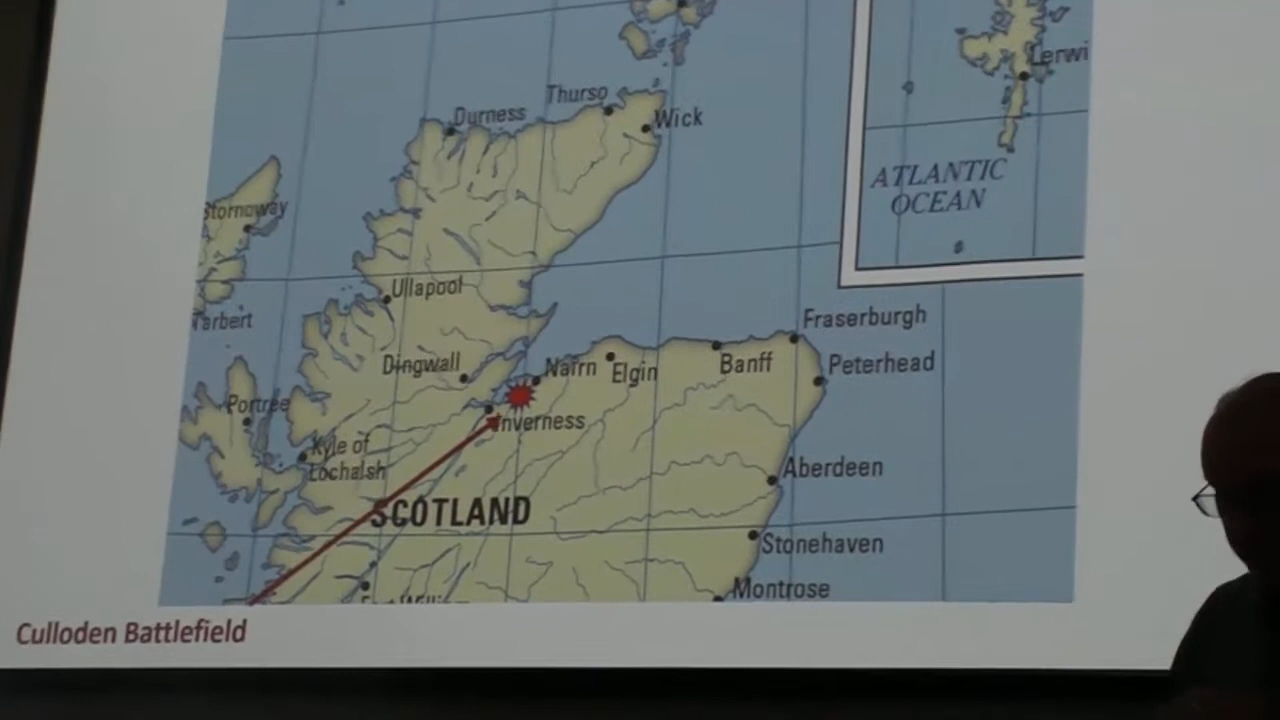 Thurso
Durness
Wick
Lerwi
ATLANTIC
OCEAN
Stornoway
Ullapool
Tarbert
Fraserburgh
Dingwall
Nairn
Elgin
Banff
Peterhead
Portree
Inverness
Kyle of
Lochalsh
Aberdeen
SCOTLAND
Stonehaven
Montrose
Culloden Battlefield